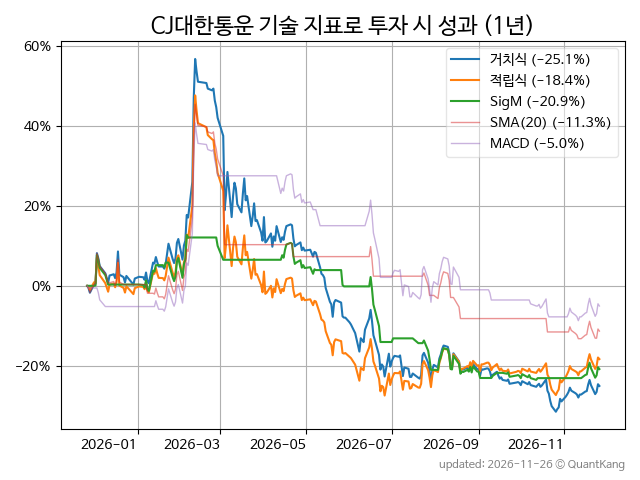 CJ대한통운 기술 지표로 투자 시 성과 (1년)
60%
40%
20%
0%
−20%
거치식 (−25.1%)
적립식 (−18.4%)
SigM (−20.9%)
SMA(20) (−11.3%)
MACD (−5.0%)
2026-01
2026-03
2026-05
2026-07
2026-09
2026-11
updated: 2026-11-26 © QuantKang